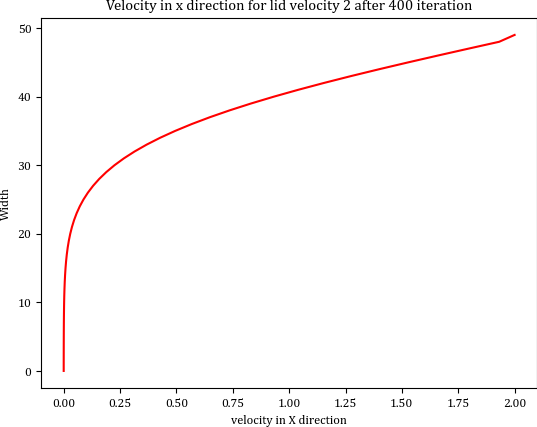 Velocity in x direction for lid velocity 2 after 400 iteration
50
40
30
20
10
0
Width
0.00 0.25 0.50 0.75 1.00 1.25 1.50 1.75 2.00
velocity in X direction